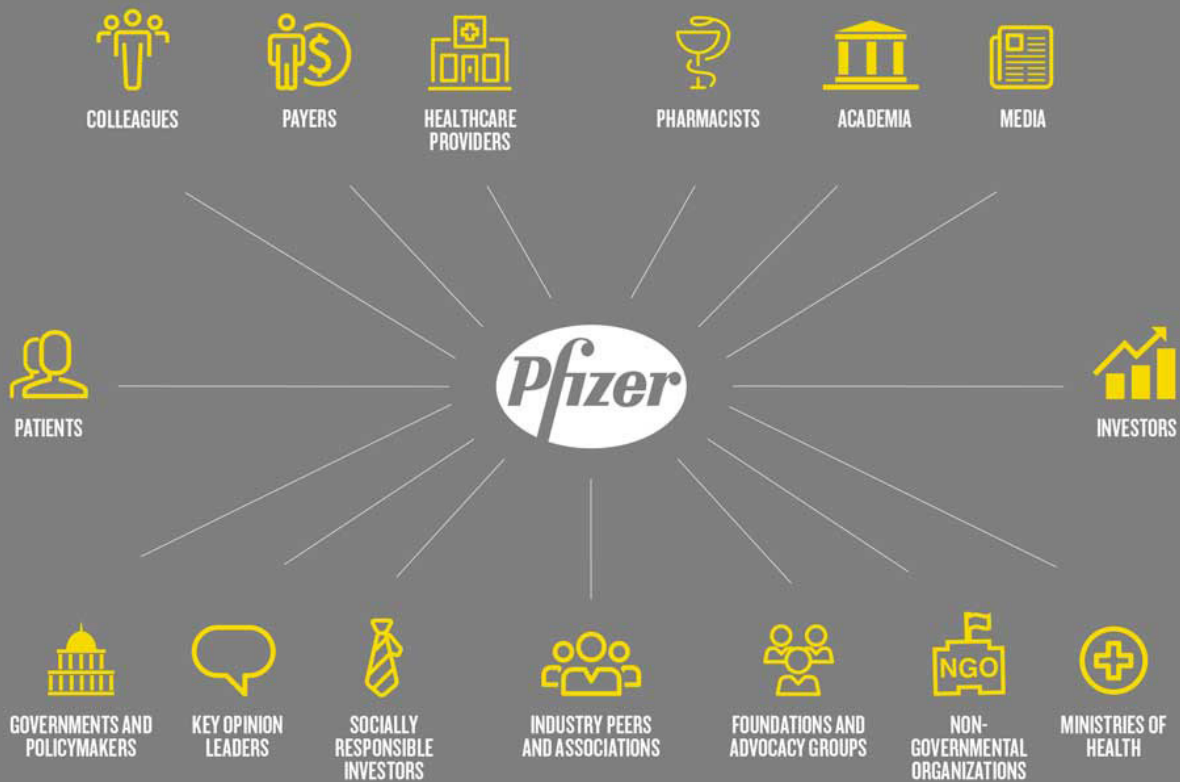 COLLEAGUES
PAYERS
HEALTHCARE
PROVIDERS
PHARMACISTS
ACADEMIA
MEDIA
Pfizer
PATIENTS
INVESTORS
GOVERNMENTS AND
POLICYMAKERS
KEY OPINION
LEADERS
SOCIALLY
RESPONSIBLE
INVESTORS
INDUSTRY PEERS
AND ASSOCIATIONS
FOUNDATIONS AND
ADVOCACY GROUPS
NGO
NON-
GOVERNMENTAL
ORGANIZATIONS
MINISTRIES OF
HEALTH